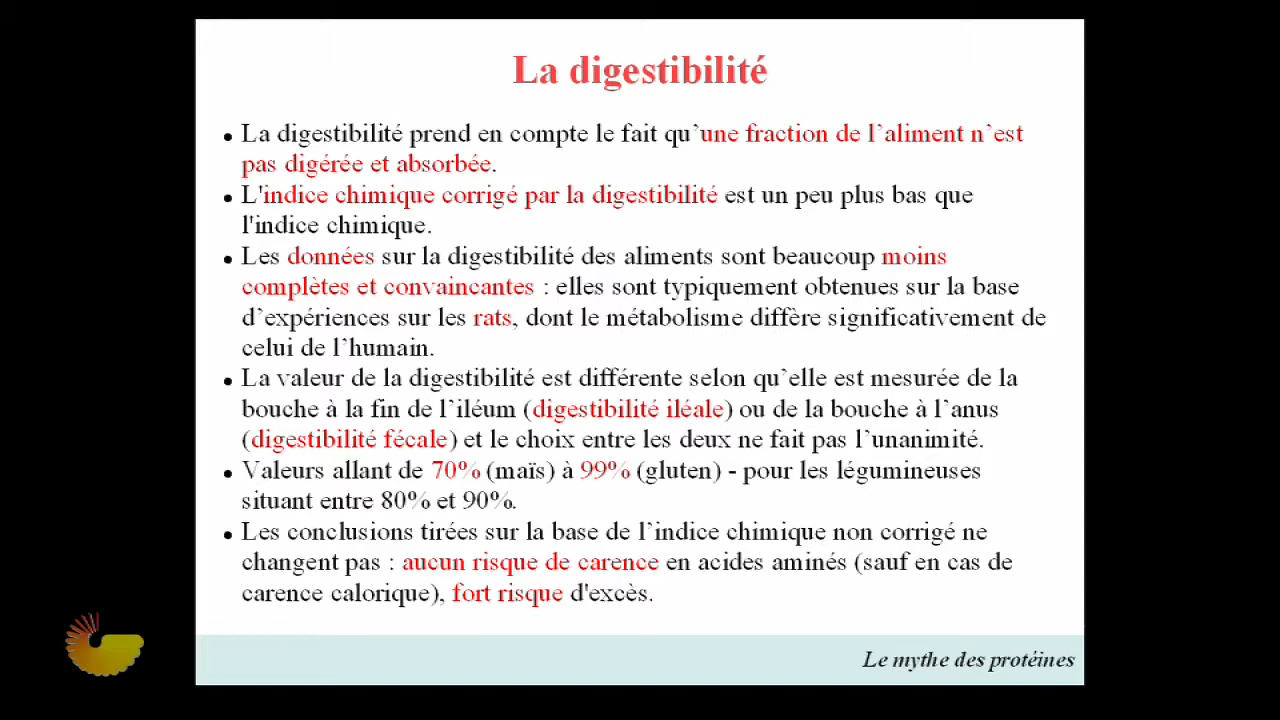 La digestibilité
• La digestibilité prend en compte le fait qu’une fraction de l’aliment n’est
pas digérée et absorbée.
• L'indice chimique corrigé par la digestibilité est un peu plus bas que
l'indice chimique.
• Les données sur la digestibilité des aliments sont beaucoup moins
complètes et convaincantes : elles sont typiquement obtenues sur la base
d’expériences sur les rats, dont le métabolisme diffère significativement de
celui de l’humain.
• La valeur de la digestibilité est différente selon qu’elle est mesurée de la
bouche à la fin de l’iléum (digestibilité iléale) ou de la bouche à l’anus
(digestibilité fécale) et le choix entre les deux ne fait pas l’unanimité.
• Valeurs allant de 70% (maïs) à 99% (gluten) - pour les légumineuses
situant entre 80% et 90%.
• Les conclusions tirées sur la base de l’indice chimique non corrigé ne
changent pas : aucun risque de carence en acides aminés (sauf en cas de
carence calorique), fort risque d'excès.
Le mythe des protéines